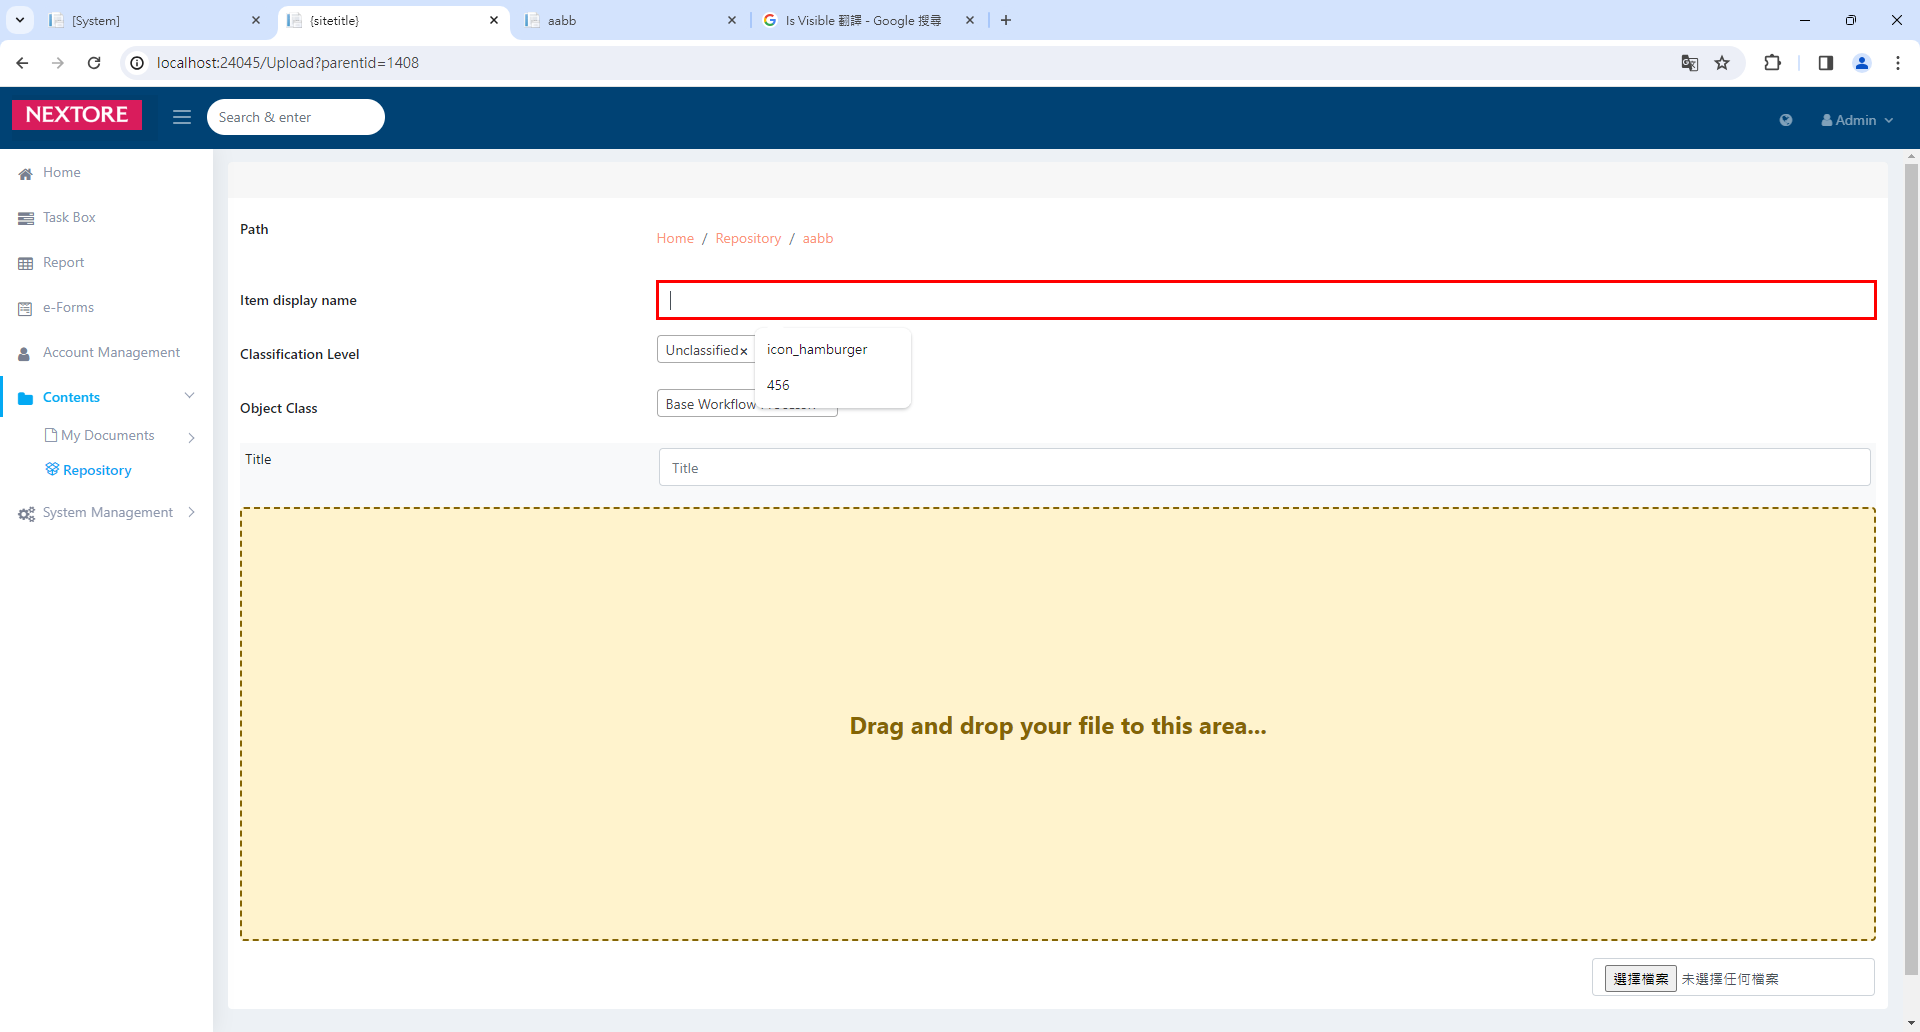 [System]
{sitetitle}
aabb
Is Visible 翻譯 - Google 搜尋
localhost:24045/Upload?parentid=1408
NEXTORE
Search & enter
Admin
Home
Task Box
Report
e-Forms
Account Management
Contents
My Documents
Repository
System Management
Path
Home / Repository / aabb
Item display name
Classification Level
Unclassified×
icon_hamburger
456
Object Class
Base Workflow
Title
Title
Drag and drop your file to this area...
選擇檔案 未選擇任何檔案